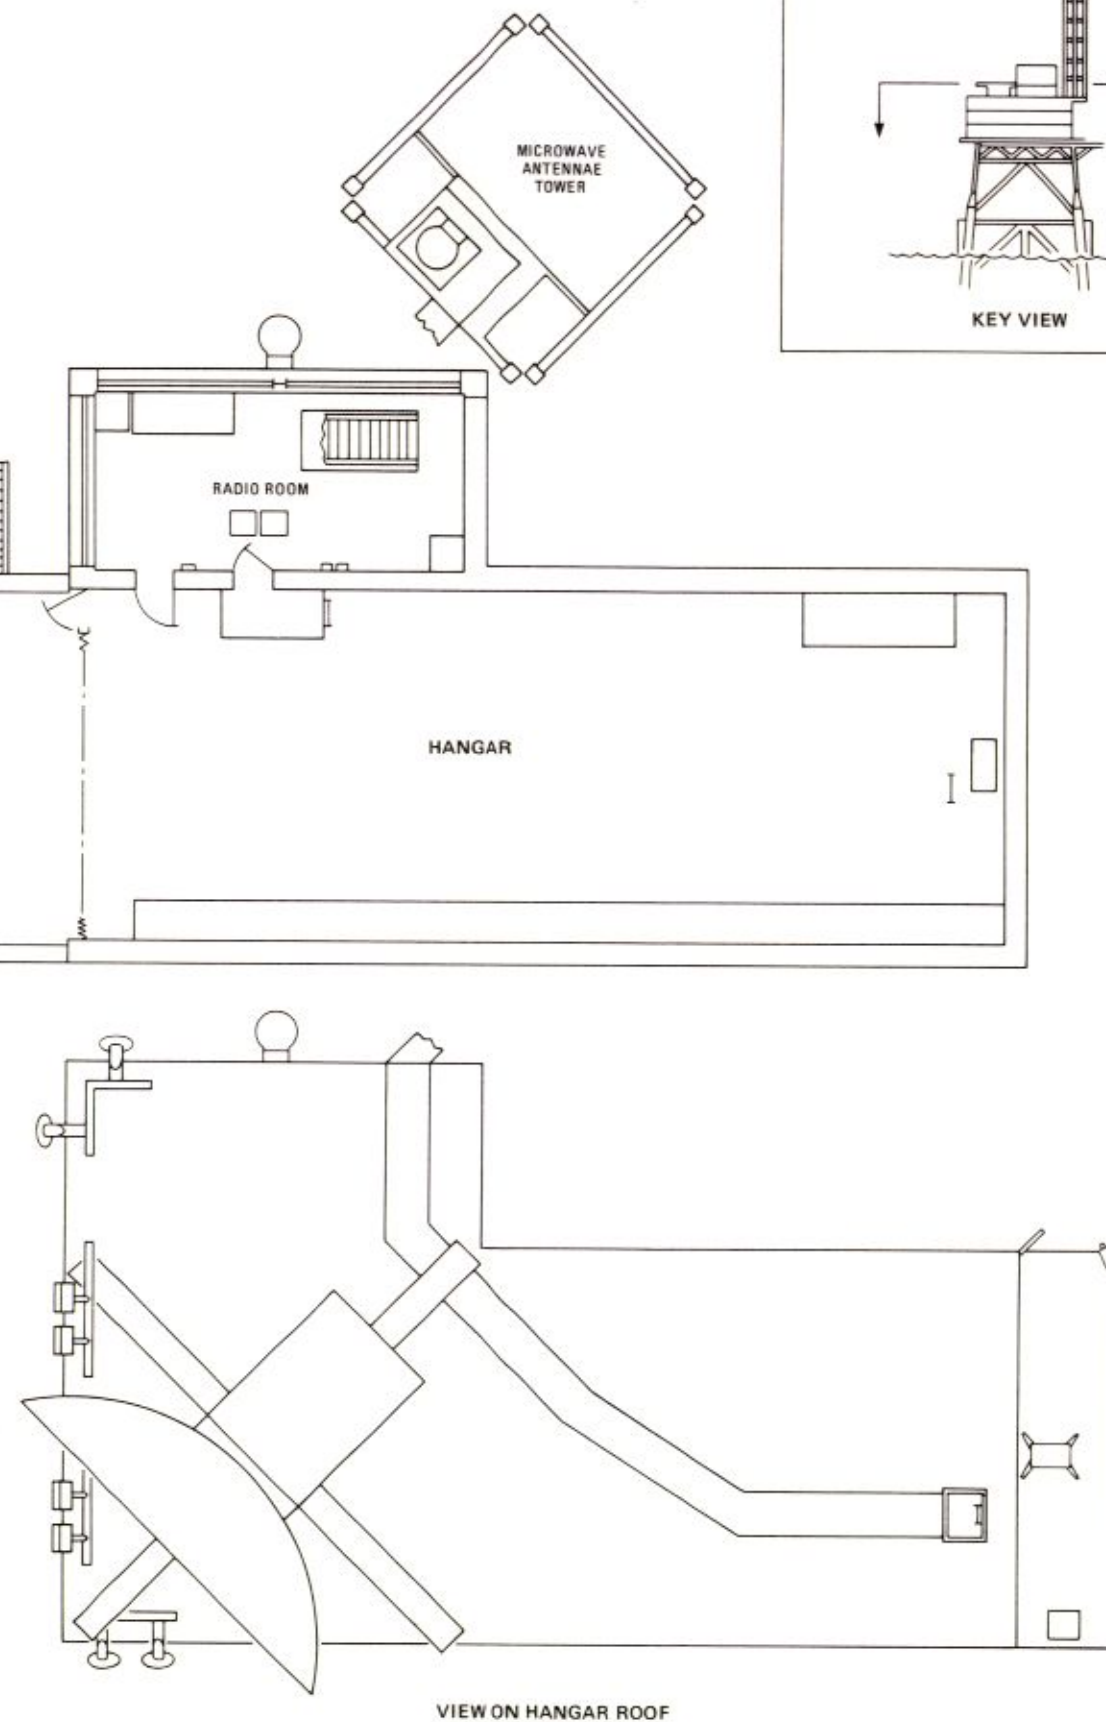 MICROWAVE
ANTENNAE
TOWER
KEY VIEW
RADIO ROOM
HANGAR
VIEW ON HANGAR ROOF